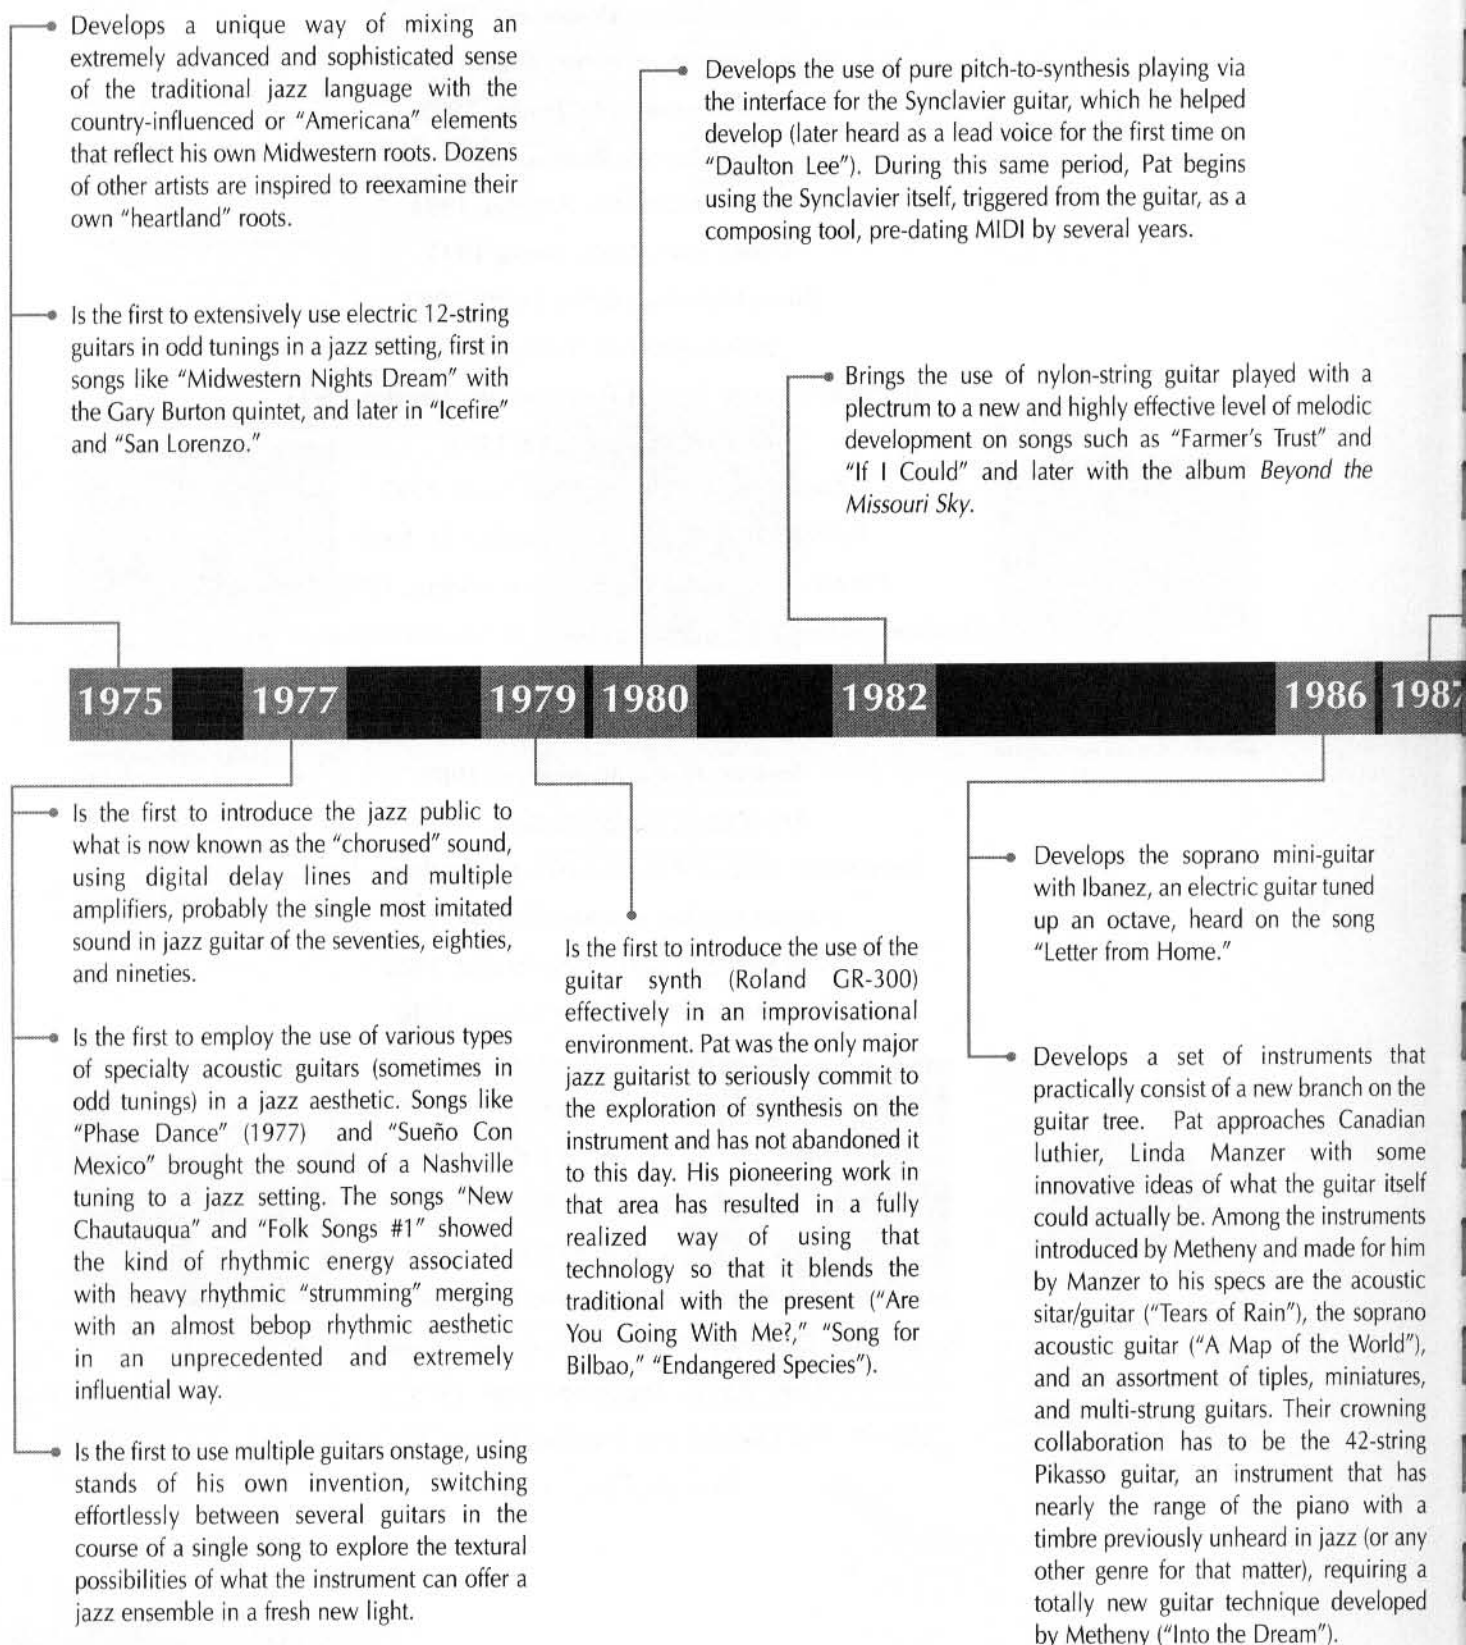 Develops a unique way of mixing an
extremely advanced and sophisticated sense
of the traditional jazz language with the
country-influenced or “Americana” elements
that reflect his own Midwestern roots. Dozens
of other artists are inspired to reexamine their
own “heartland” roots.
Is the first to extensively use electric 12-string
guitars in odd tunings in a jazz setting, first in
songs like “Midwestern Nights Dream” with
the Gary Burton quintet, and later in “Icefire”
and “San Lorenzo.”
Develops the use of pure pitch-to-synthesis playing via
the interface for the Synclavier guitar, which he helped
develop (later heard as a lead voice for the first time on
“Daulton Lee”). During this same period, Pat begins
using the Synclavier itself, triggered from the guitar, as a
composing tool, pre-dating MIDI by several years.
Brings the use of nylon-string guitar played with a
plectrum to a new and highly effective level of melodic
development on songs such as “Farmer’s Trust” and
“If I Could” and later with the album Beyond the
Missouri Sky.
1975 1977 1979 1980 1982 1986 1987
Is the first to introduce the jazz public to
what is now known as the “chorused” sound,
using digital delay lines and multiple
amplifiers, probably the single most imitated
sound in jazz guitar of the seventies, eighties,
and nineties.
Is the first to employ the use of various types
of specialty acoustic guitars (sometimes in
odd tunings) in a jazz aesthetic. Songs like
“Phase Dance” (1977) and “Sueño Con
Mexico” brought the sound of a Nashville
tuning to a jazz setting. The songs “New
Chautauqua” and “Folk Songs #1” showed
the kind of rhythmic energy associated
with heavy rhythmic “strumming” merging
with an almost bebop rhythmic aesthetic
in an unprecedented and extremely
influential way.
Is the first to use multiple guitars onstage, using
stands of his own invention, switching
effortlessly between several guitars in the
course of a single song to explore the textural
possibilities of what the instrument can offer a
jazz ensemble in a fresh new light.
Is the first to introduce the use of the
guitar synth (Roland GR-300)
effectively in an improvisational
environment. Pat was the only major
jazz guitarist to seriously commit to
the exploration of synthesis on the
instrument and has not abandoned it
to this day. His pioneering work in
that area has resulted in a fully
realized way of using that
technology so that it blends the
traditional with the present (“Are
You Going With Me?,” “Song for
Bilbao,” “Endangered Species”).
Develops the soprano mini-guitar
with Ibanez, an electric guitar tuned
up an octave, heard on the song
“Letter from Home.”
Develops a set of instruments that
practically consist of a new branch on the
guitar tree. Pat approaches Canadian
luthier, Linda Manzer with some
innovative ideas of what the guitar itself
could actually be. Among the instruments
introduced by Metheny and made for him
by Manzer to his specs are the acoustic
sitar/guitar (“Tears of Rain”), the soprano
acoustic guitar (“A Map of the World”),
and an assortment of tiples, miniatures,
and multi-strung guitars. Their crowning
collaboration has to be the 42-string
Pikasso guitar, an instrument that has
nearly the range of the piano with a
timbre previously unheard in jazz (or any
other genre for that matter), requiring a
totally new guitar technique developed
by Metheny (“Into the Dream”).